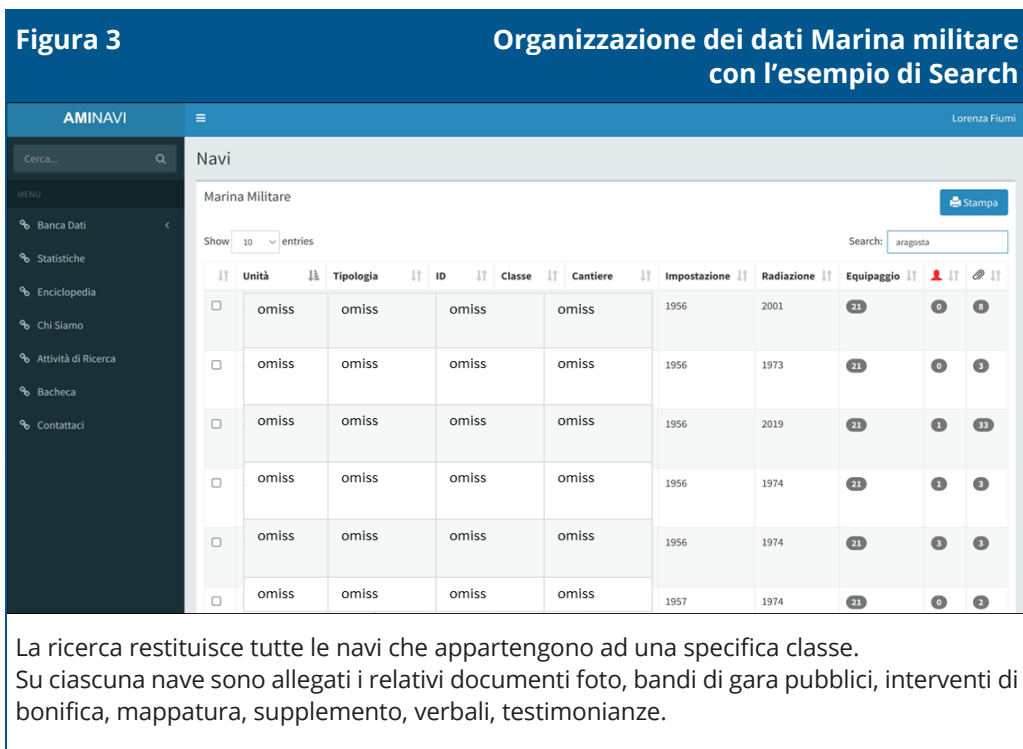 Figura 3
Organizzazione dei dati Marina militare
con l'esempio di Search
AMINAVI
Lorenza Fiumi
Cerca...
Navi
MENU
Marina Militare
Stampa
Banca Dati
Show 10 entries
Search: aragosta
Statistiche
Unità Tipologia ID Classe Cantiere Impostazione Radiazione Equipaggio
Enciclopedia
omiss omiss omiss omiss 1956 2001 21 0 8
Chi Siamo
Attività di Ricerca
omiss omiss omiss omiss 1956 1973 21 0 3
Bacheca
Contattaci
omiss omiss omiss omiss 1956 2019 21 1 33
omiss omiss omiss omiss 1956 1974 21 1 3
omiss omiss omiss omiss 1956 1974 21 3 3
omiss omiss omiss omiss 1957 1974 21 0 2
La ricerca restituisce tutte le navi che appartengono ad una specifica classe.
Su ciascuna nave sono allegati i relativi documenti foto, bandi di gara pubblici, interventi di
bonifica, mappatura, supplemento, verbali, testimonianze.